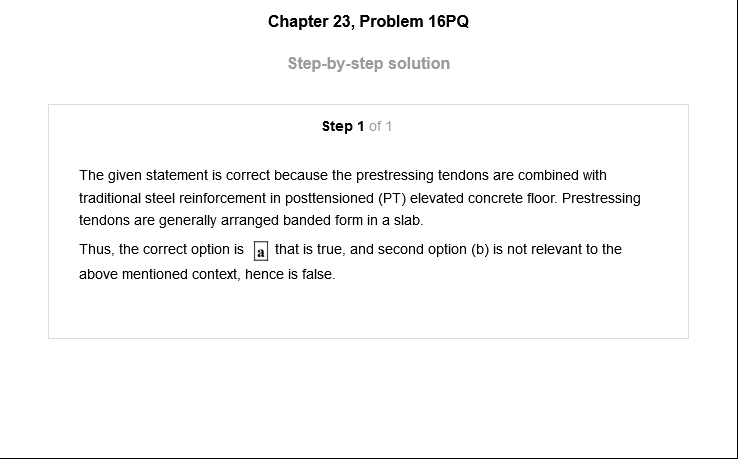 Chapter 23, Problem 16PQ
Step-by-step solution
Step 1 of 1
The given statement is correct because the prestressing tendons are combined with
traditional steel reinforcement in posttensioned (PT) elevated concrete floor. Prestressing
tendons are generally arranged banded form in a slab.
Thus, the correct option is a that is true, and second option (b) is not relevant to the
above mentioned context, hence is false.